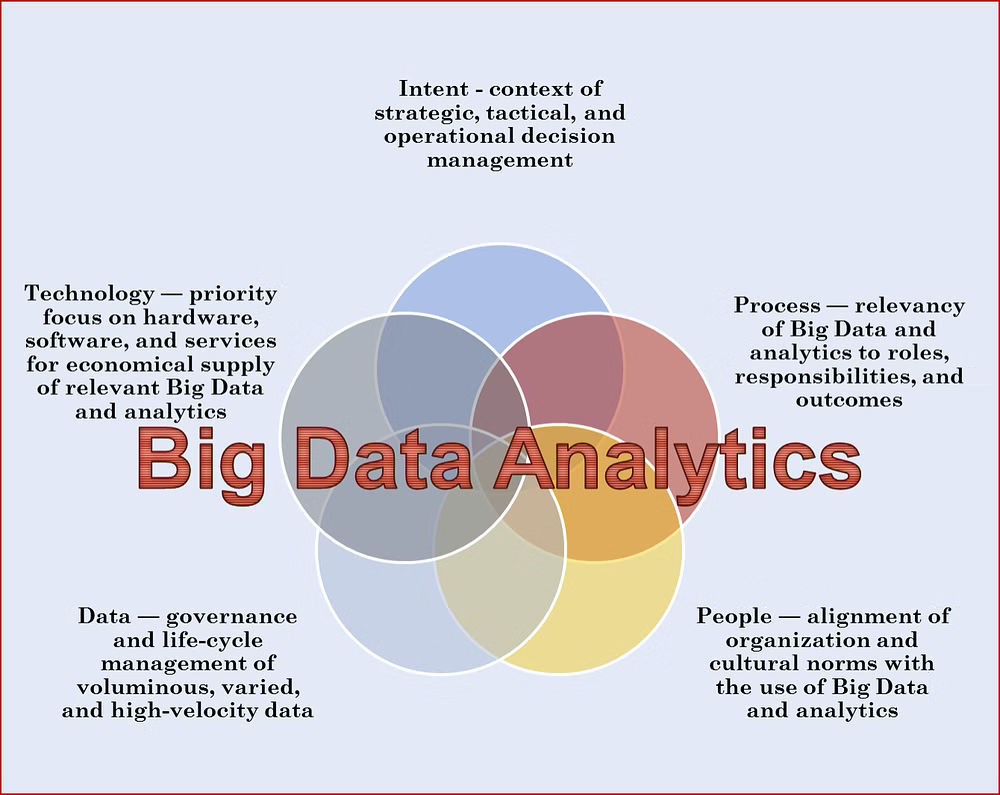 Intent - context of
strategic, tactical, and
operational decision
management
Technology — priority
focus on hardware,
software, and services
for economical supply
of relevant Big Data
and analytics
Process — relevancy
of Big Data and
analytics to roles,
responsibilities, and
outcomes
Big Data Analytics
Data — governance
and life-cycle
management of
voluminous, varied,
and high-velocity data
People — alignment of
organization and
cultural norms with
the use of Big Data
and analytics